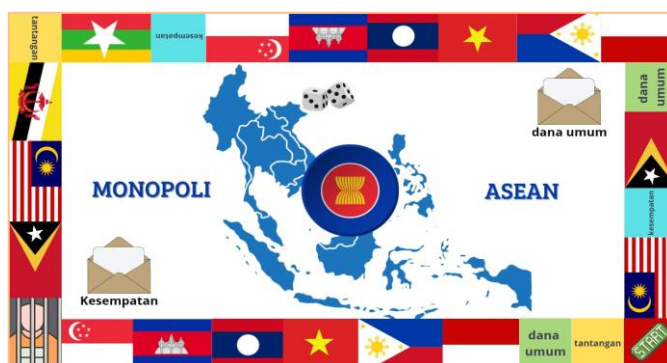 tantangan
kesempatan
dana
umum
dana umum
MONOPOLI
ASEAN
kesempatan
Kesempatan
dana
umum
tantangan
START